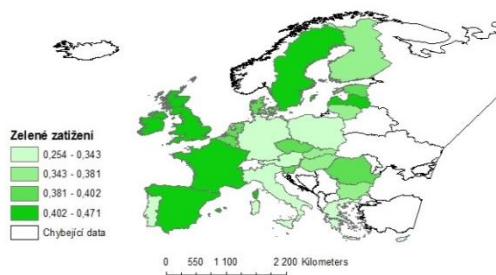 Zelené zatížení
0,254 - 0,343
0,343 - 0,381
0,381 - 0,402
0,402 - 0,471
Chybějící data
0 550 1 100 2 200 Kilometers